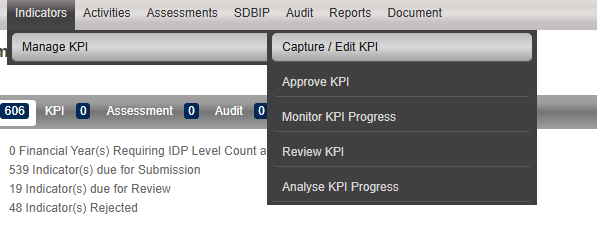 Indicators Activities Assessments SDBIP Audit Reports Document
Manage KPI
Capture / Edit KPI
Approve KPI
Monitor KPI Progress
Review KPI
Analyse KPI Progress
606 KPI 0 Assessment 0 Audit 0
0 Financial Year(s) Requiring IDP Level Count a
539 Indicator(s) due for Submission
19 Indicator(s) due for Review
48 Indicator(s) Rejected